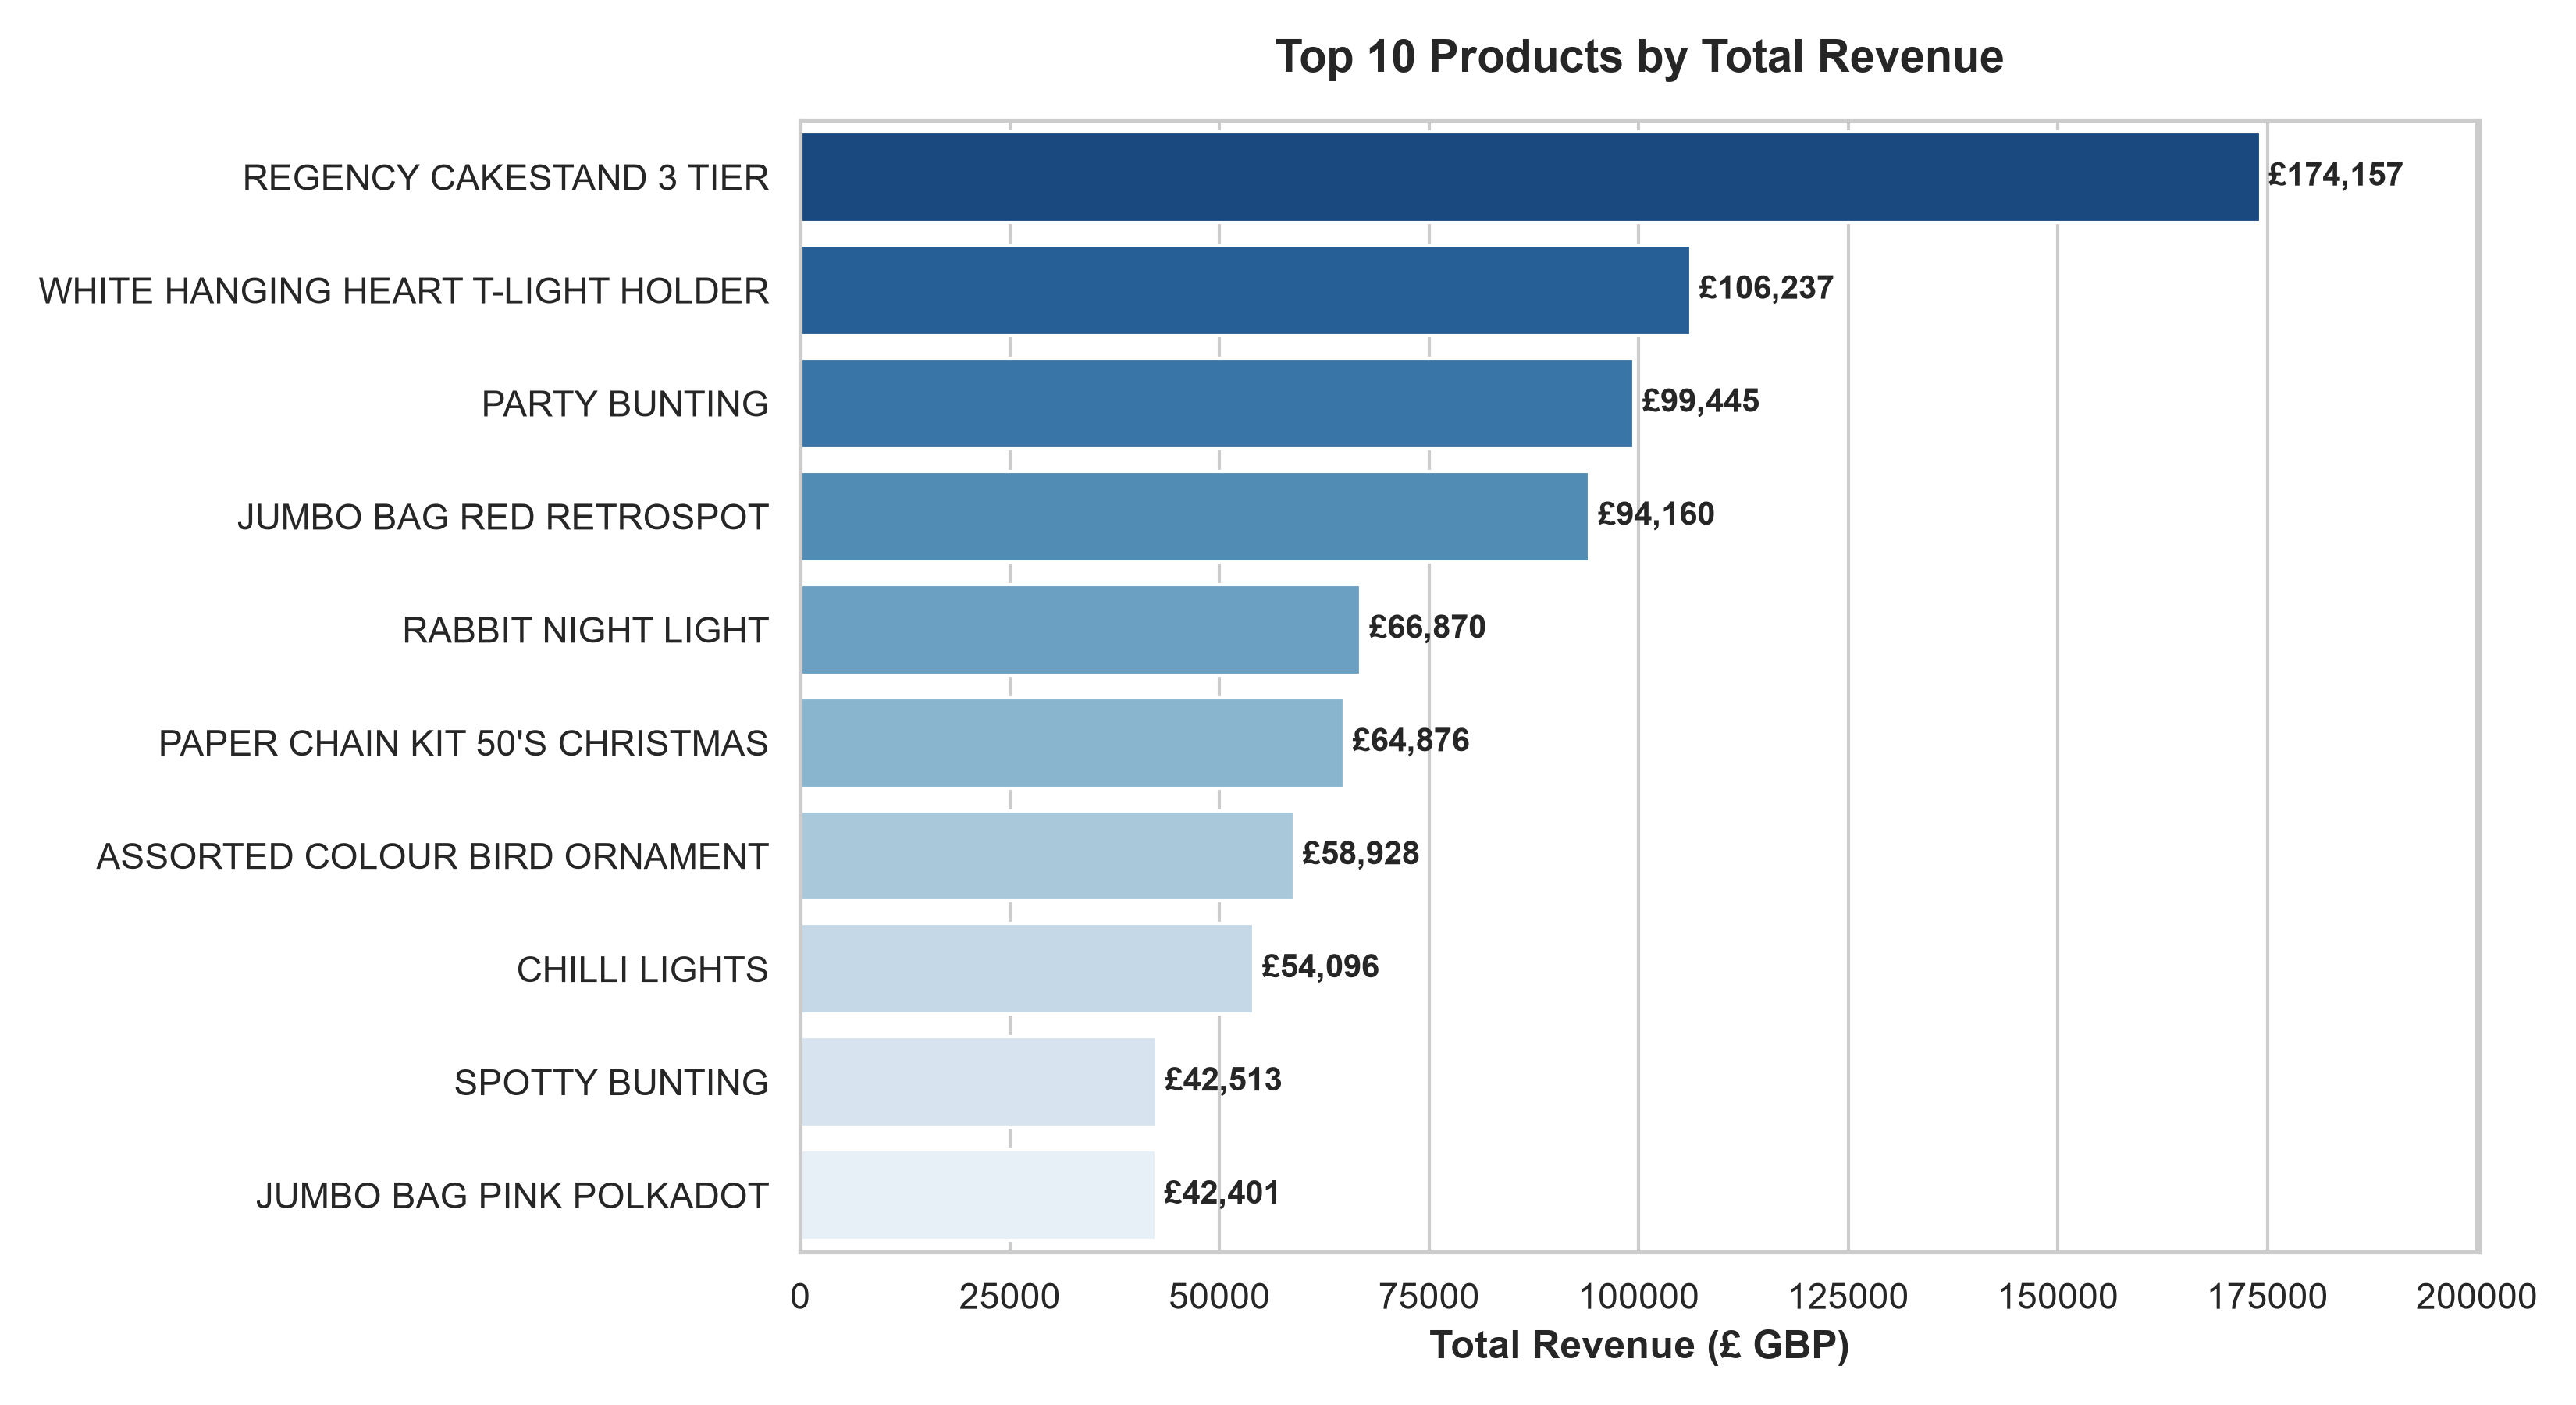 Top 10 Products by Total Revenue
REGENCY CAKESTAND 3 TIER £174,157
WHITE HANGING HEART T-LIGHT HOLDER £106,237
PARTY BUNTING £99,445
JUMBO BAG RED RETROSPOT £94,160
RABBIT NIGHT LIGHT £66,870
PAPER CHAIN KIT 50'S CHRISTMAS £64,876
ASSORTED COLOUR BIRD ORNAMENT £58,928
CHILLI LIGHTS £54,096
SPOTTY BUNTING £42,513
JUMBO BAG PINK POLKADOT £42,401
0 25000 50000 75000 100000 125000 150000 175000 200000
Total Revenue (£ GBP)